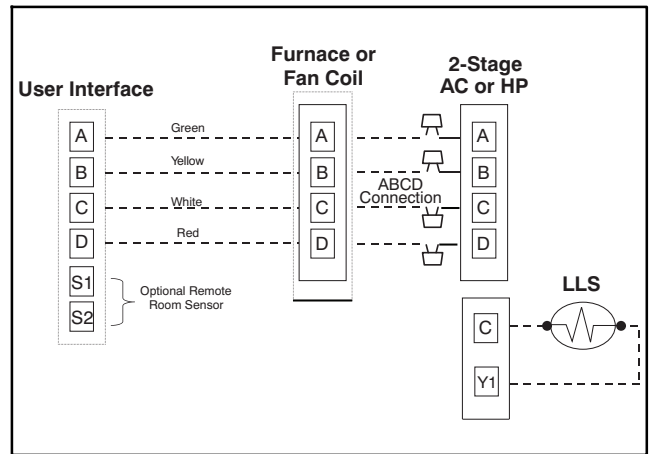 User Interface
Furnace or
Fan Coil
2-Stage
AC or HP
A
Green
A
A
B
Yellow
B
B
ABCD
Connection
C
White
C
C
D
Red
D
D
S1
S2
Optional Remote
Room Sensor
LLS
C
Y1